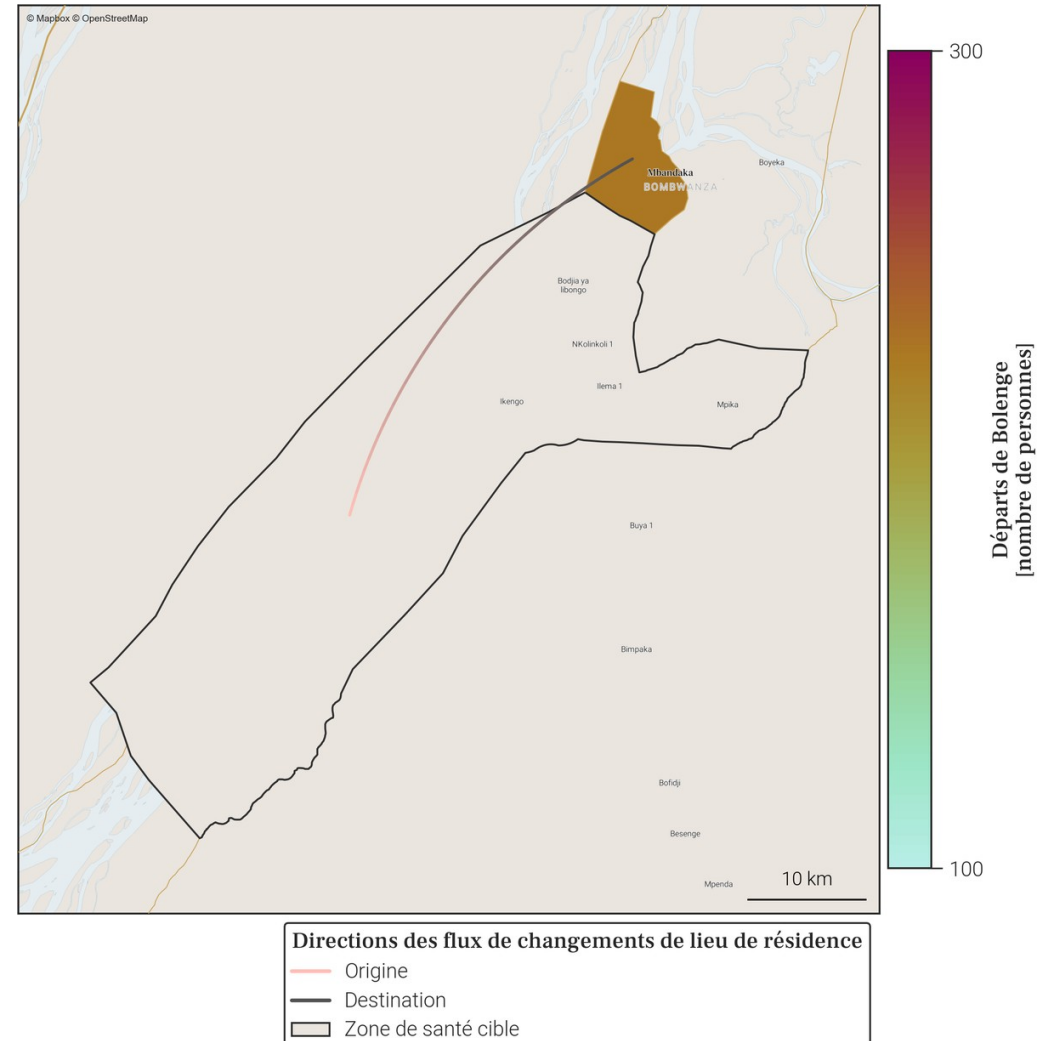 © Mapbox © OpenStreetMap
300
Boyeka
Mbandaka
BOMBWANZA
Bodjia ya
libongo
NKolinkoli 1
Ilema 1
Ikengo
Mpika
Départs de Bolenge
[nombre de personnes]
Buya 1
Bimpaka
Bofidji
Besenge
Mpenda
10 km
100
Directions des flux de changements de lieu de résidence
Origine
Destination
Zone de santé cible